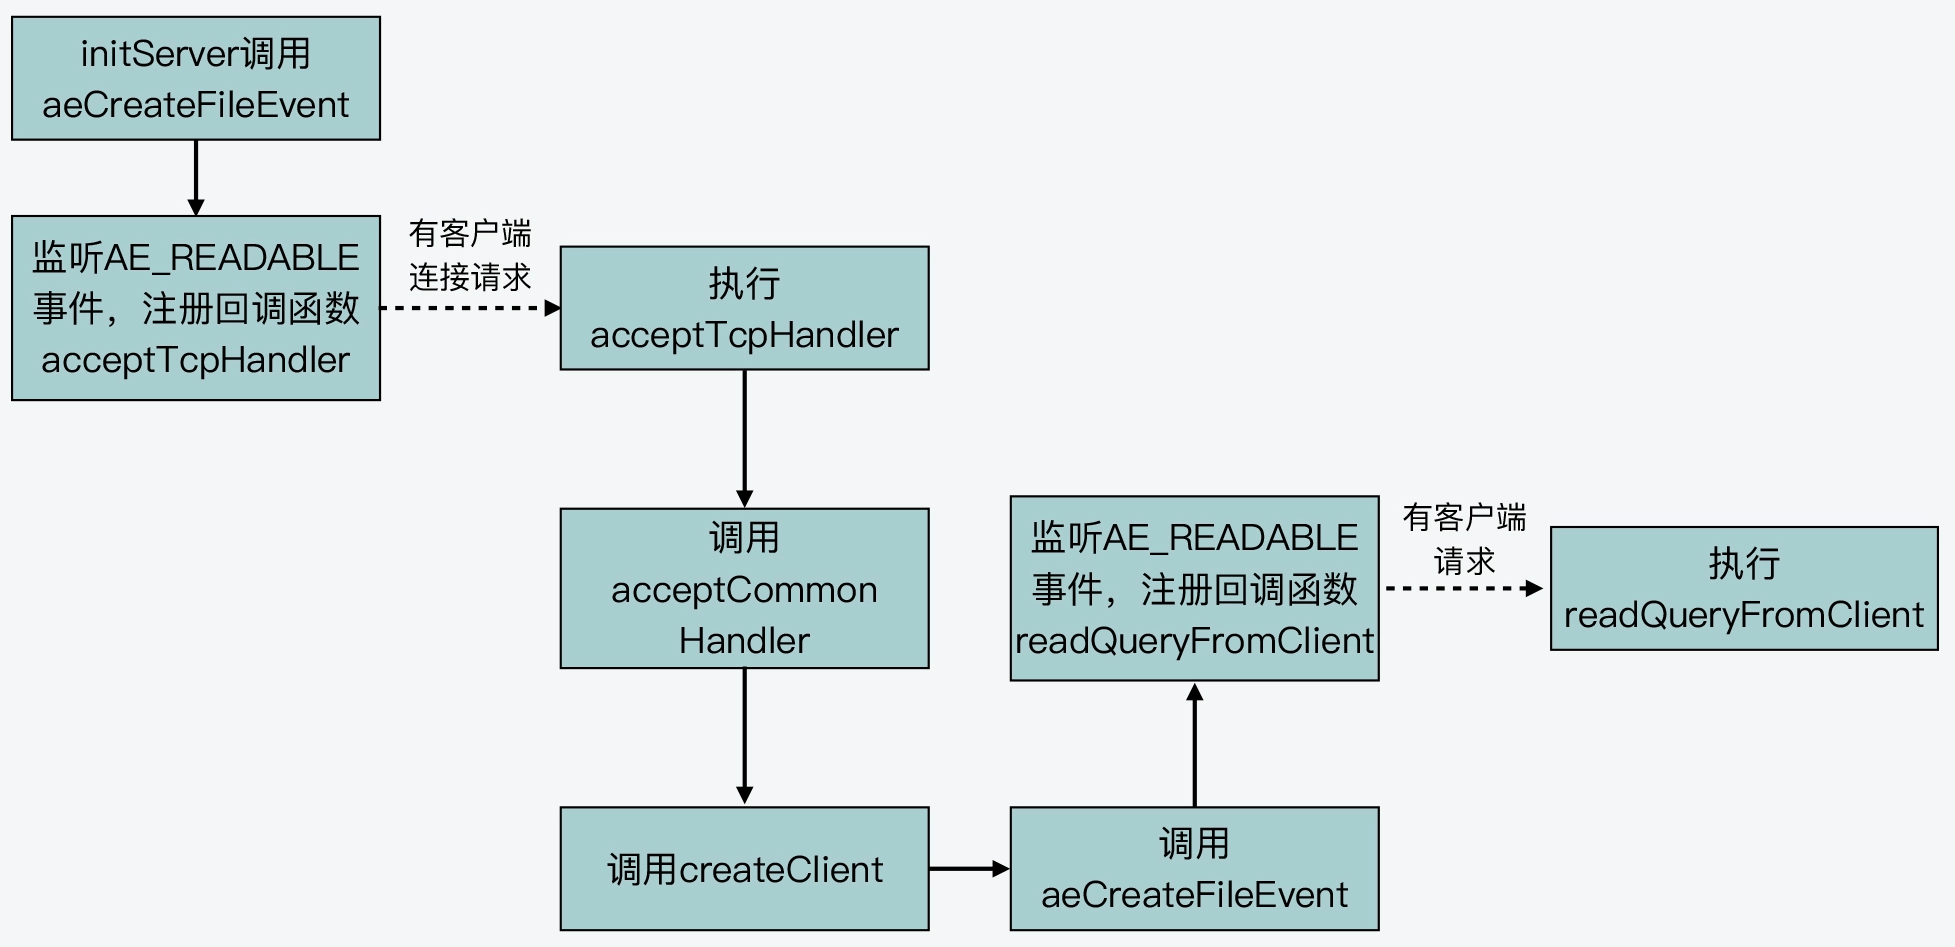 initServer调用
aeCreateFileEvent
监听AE_READABLE
事件，注册回调函数
acceptTcpHandler
有客户端
连接请求
执行
acceptTcpHandler
调用
acceptCommon
Handler
调用createClient
调用
aeCreateFileEvent
监听AE_READABLE
事件，注册回调函数
readQueryFromClient
有客户端
请求
执行
readQueryFromClient